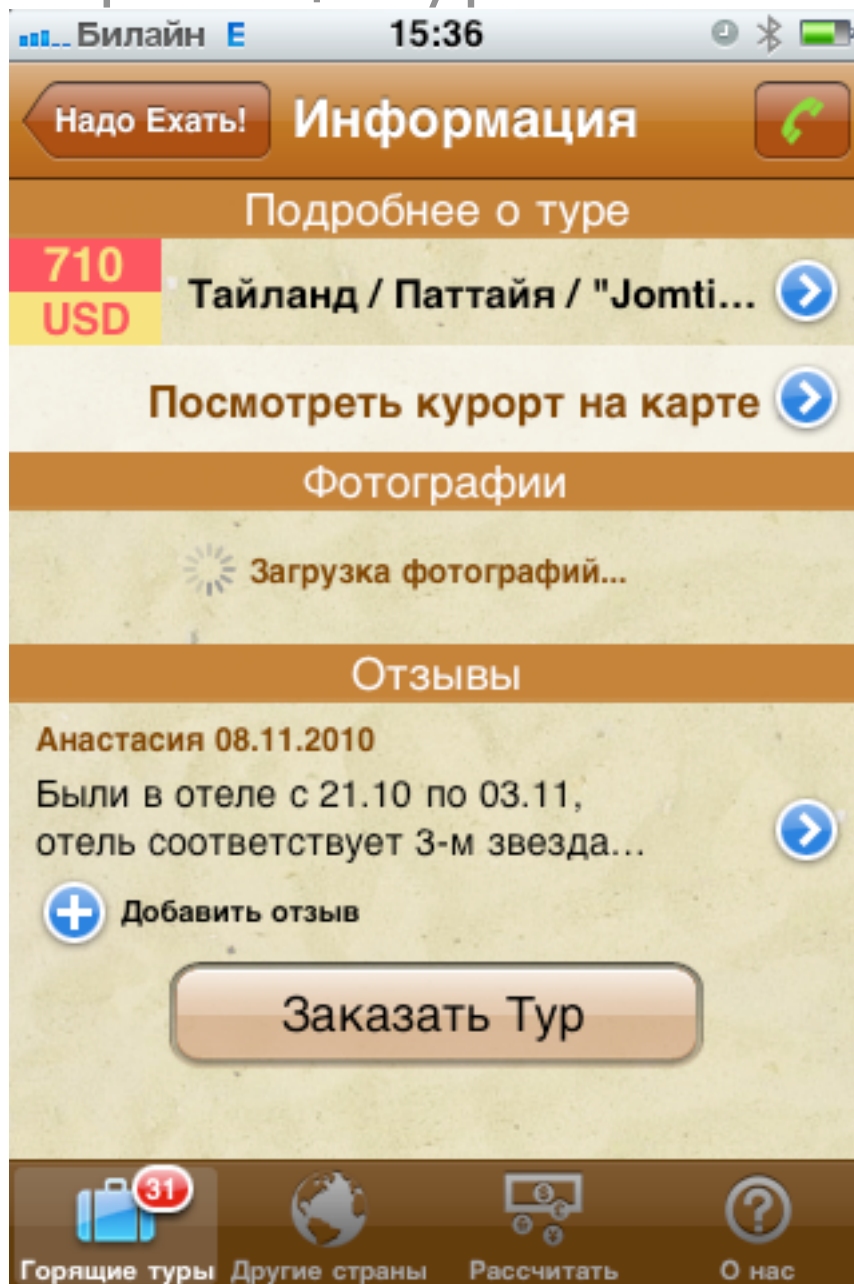 Билайн E 15:36
Надо Ехать! Информация
Подробнее о туре
710
USD
Тайланд / Паттайя / "Jomti...
Посмотреть курорт на карте
Фотографии
Загрузка фотографий...
Отзывы
Анастасия 08.11.2010
Были в отеле с 21.10 по 03.11,
отель соответствует 3-м звезда...
Добавить отзыв
Заказать Тур
31
Горящие туры Другие страны Рассчитать О нас